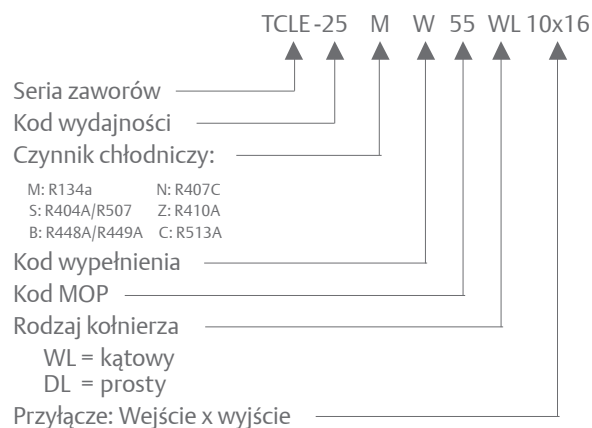 TCLE -25 M W 55 WL 10x16
Seria zaworów
Kod wydajności
Czynnik chłodniczy:
M: R134a N: R407C
S: R404A/R507 Z: R410A
B: R448A/R449A C: R513A
Kod wypełnienia
Kod MOP
Rodzaj kołnierza
WL = kątowy
DL = prosty
Przyłącze: Wejście x wyjście